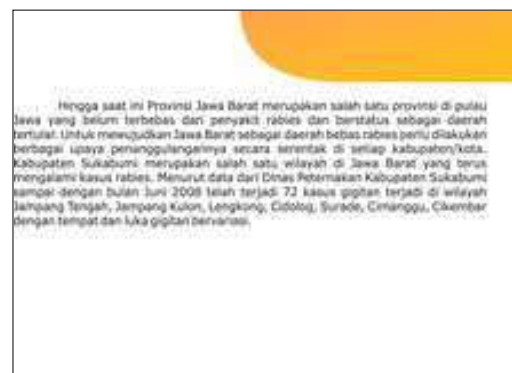 Hingga saat ini Provinsi Jawa Barat merupakan salah satu provinsi di pulau
Jawa yang belum terbebas dari penyakit rabies dan berstatus sebagai daerah
tertular. Untuk mewujudkan Jawa Barat sebagai daerah bebas rabies perlu dilakukan
berbagai upaya penanggulangannya secara serentak di setiap kabupaten/kota.
Kabupaten Sukabumi merupakan salah satu wilayah di Jawa Barat yang terus
mengalami kasus rabies. Menurut data dari Dinas Peternakan Kabupaten Sukabumi
sampai dengan bulan Juni 2008 telah terjadi 72 kasus gigitan terjadi di wilayah
Jampang Tengah, Jampang Kulon, Lengkong, Cidolog, Surade, Cimanggu, Cikembar
dengan tempat dan luka gigitan bervariasi.